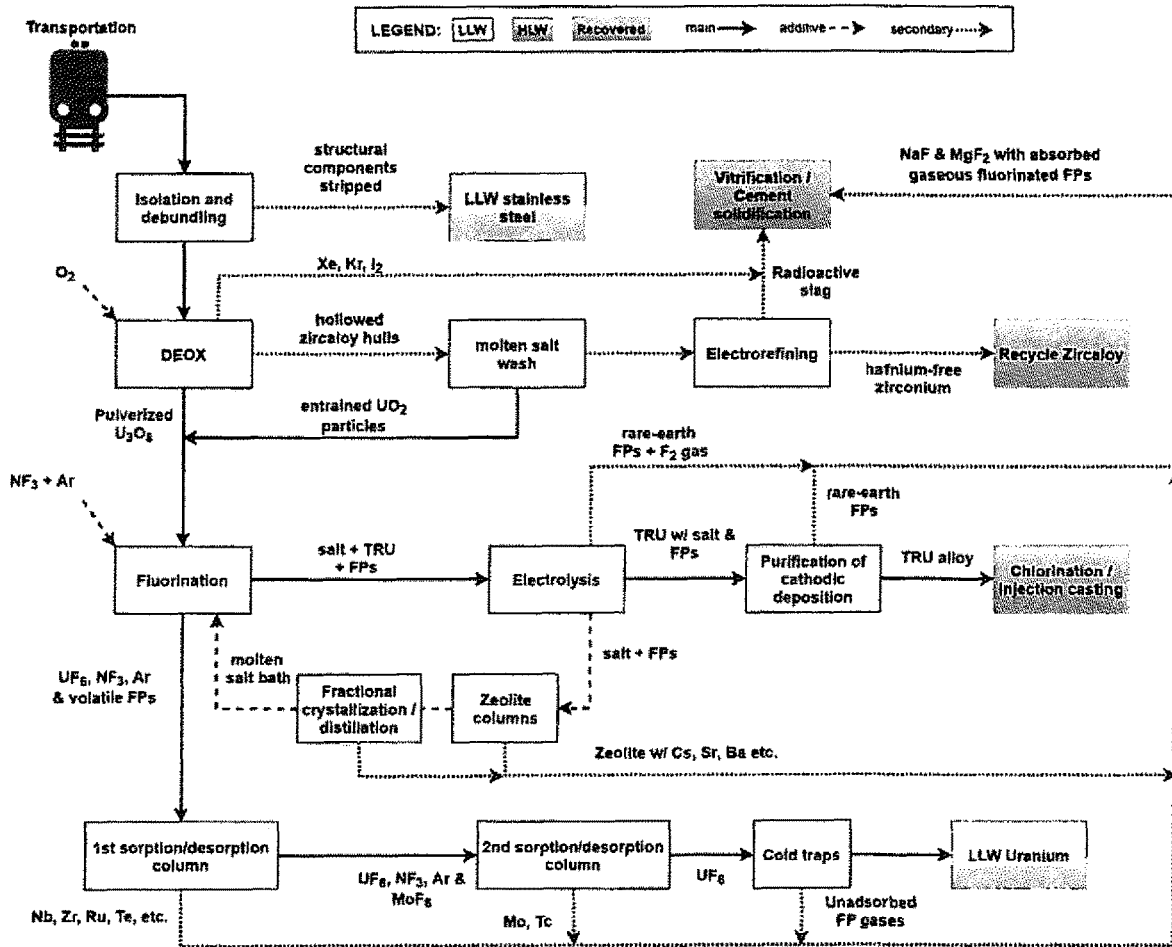 Transportation
LEGEND: LLW HLW Recovered main additive secondary
structural
components
stripped
NaF & MgF₂ with absorbed
gaseous fluorinated FPs
Isolation and
debundling
LLW stainless
steel
Vitrification /
Cement
solidification
O₂
Xe, Kr, I₂
Radioactive
slag
DEOX
hollowed
zircaloy hulls
molten salt
wash
Electrorefining
hafnium-free
zirconium
Recycle Zircaloy
Pulverized
U₃O₈
entrained UO₂
particles
rare-earth
FPs + F₂ gas
NF₃ + Ar
rare-earth
FPs
Fluorination
salt + TRU
+ FPs
Electrolysis
TRU w/ salt &
FPs
Purification of
cathodic
deposition
TRU alloy
Chlorination /
injection casting
UF₆, NF₃, Ar
& volatile FPs
molten
salt bath
Fractional
crystallization /
distillation
Zeolite
columns
salt + FPs
Zeolite w/ Cs, Sr, Ba etc.
1st sorption/desorption
column
UF₆, NF₃, Ar &
MoF₆
2nd sorption/desorption
column
UF₆
Cold traps
LLW Uranium
Nb, Zr, Ru, Te, etc.
Mo, Tc
Unadsorbed
FP gases